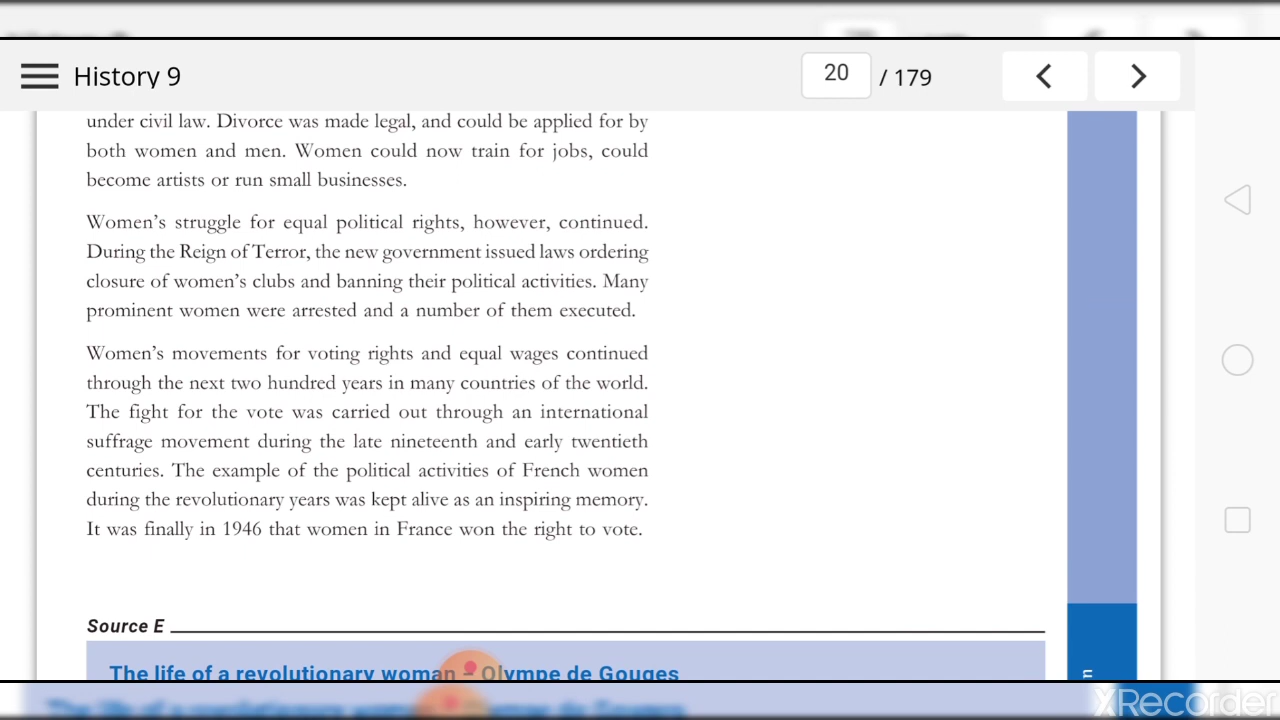 History 9
20 / 179
under civil law. Divorce was made legal, and could be applied for by
both women and men. Women could now train for jobs, could
become artists or run small businesses.
Women's struggle for equal political rights, however, continued.
During the Reign of Terror, the new government issued laws ordering
closure of women's clubs and banning their political activities. Many
prominent women were arrested and a number of them executed.
Women's movements for voting rights and equal wages continued
through the next two hundred years in many countries of the world.
The fight for the vote was carried out through an international
suffrage movement during the late nineteenth and early twentieth
centuries. The example of the political activities of French women
during the revolutionary years was kept alive as an inspiring memory.
It was finally in 1946 that women in France won the right to vote.
Source E
The life of a revolutionary woman – Olympe de Gouges
XRecorder